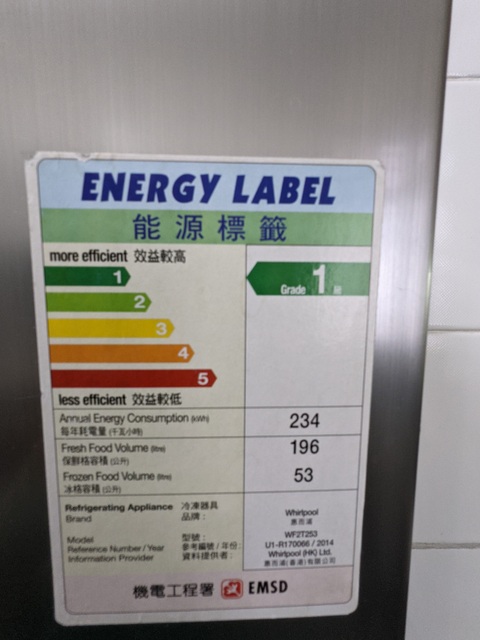 ENERGY LABEL
能源標籤
more efficient 效益較高
1
2
3
4
5
Grade 1 級
less efficient 效益較低
Annual Energy Consumption (kWh) 234
每年耗電量 (千瓦小時)
Fresh Food Volume (litre) 196
保鮮格容積 (公升)
Frozen Food Volume (litre) 53
冰格容積 (公升)
Refrigerating Appliance 冷凍器具
Brand 品牌 : Whirlpool
惠而浦
Model 型號 : WF2T253
Reference Number / Year 參考編號 / 年份 : U1-R170066 / 2014
Information Provider 資料提供者 : Whirlpool (HK) Ltd.
惠而浦(香港)有限公司
機電工程署 EMSD